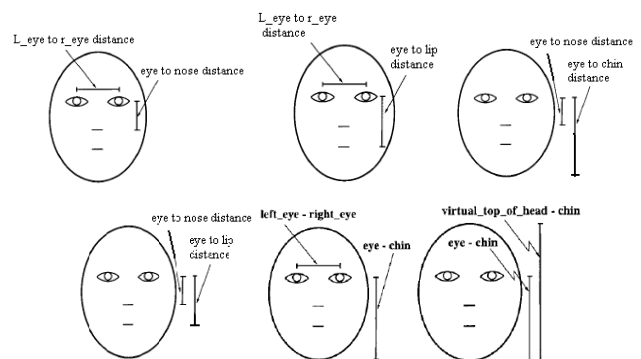 L_eye to r_eye distance
eye to nose distance
L_eye to r_eye
distance
eye to lip
distance
eye to nose distance
eye to chin
distance
eye to nose distance
eye to lip
distance
left_eye - right_eye
eye - chin
virtual_top_of_head - chin
eye - chin